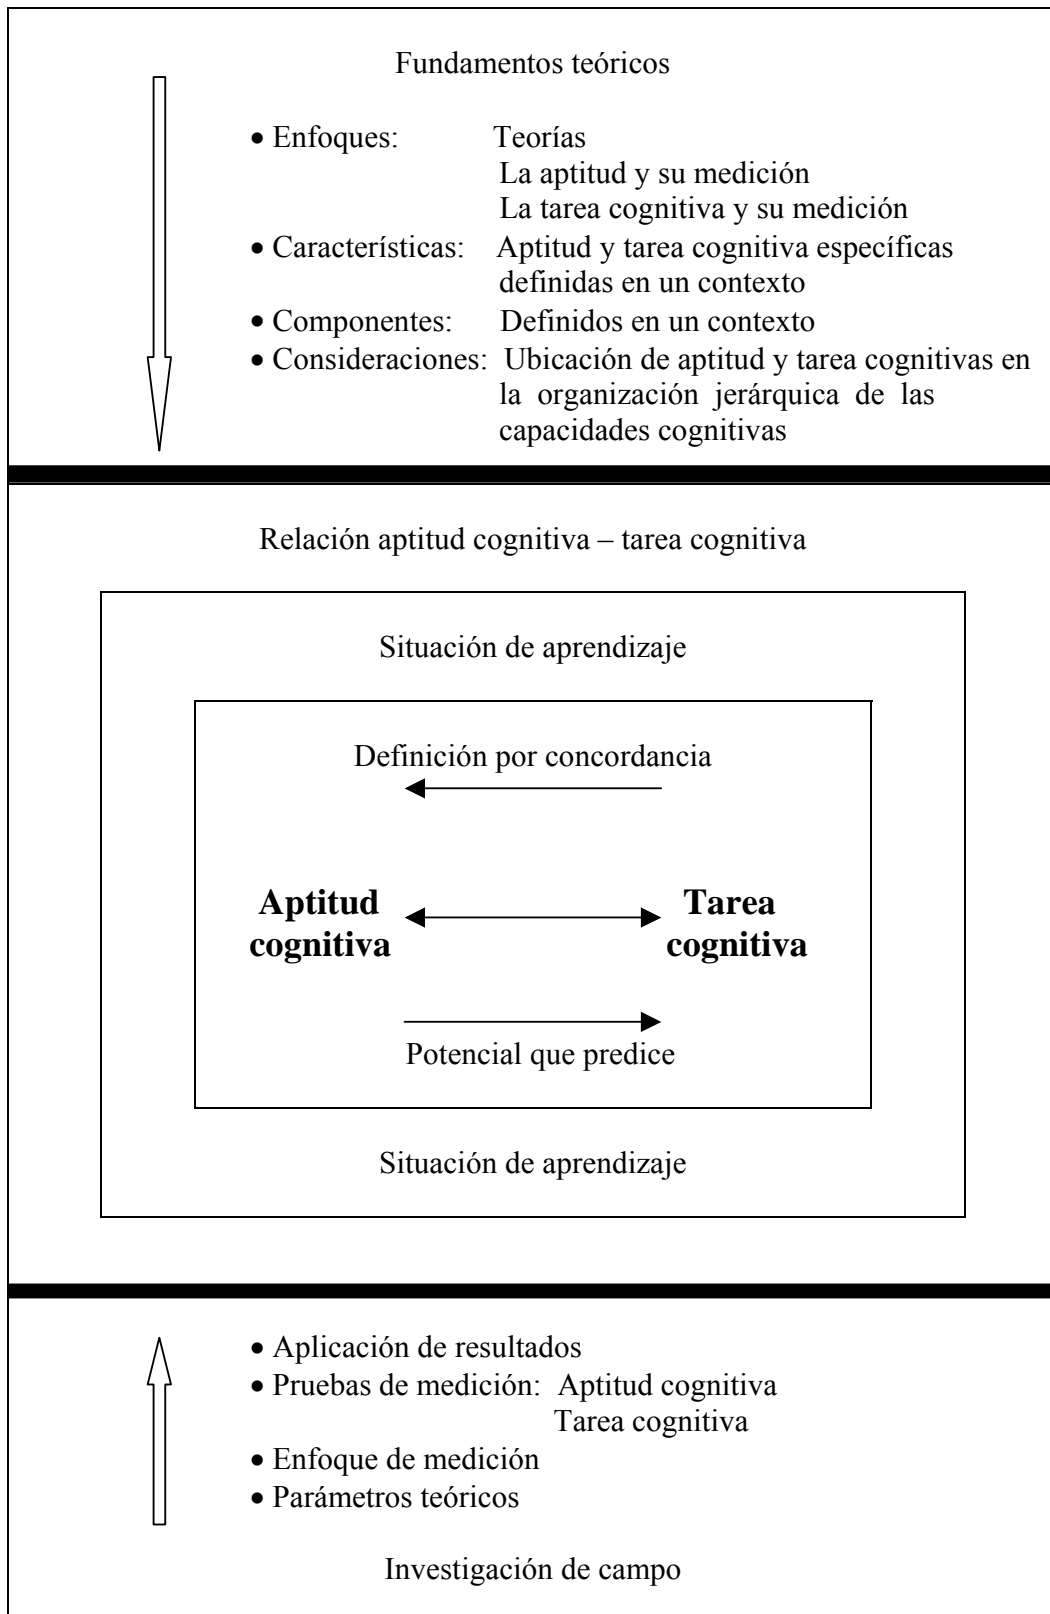 Fundamentos teóricos
• Enfoques: Teorías
La aptitud y su medición
La tarea cognitiva y su medición
• Características: Aptitud y tarea cognitiva específicas
definidas en un contexto
• Componentes: Definidos en un contexto
• Consideraciones: Ubicación de aptitud y tarea cognitivas en
la organización jerárquica de las
capacidades cognitivas
Relación aptitud cognitiva – tarea cognitiva
Situación de aprendizaje
Definición por concordancia
Aptitud Tarea
cognitiva cognitiva
Potencial que predice
Situación de aprendizaje
• Aplicación de resultados
• Pruebas de medición: Aptitud cognitiva
Tarea cognitiva
• Enfoque de medición
• Parámetros teóricos
Investigación de campo